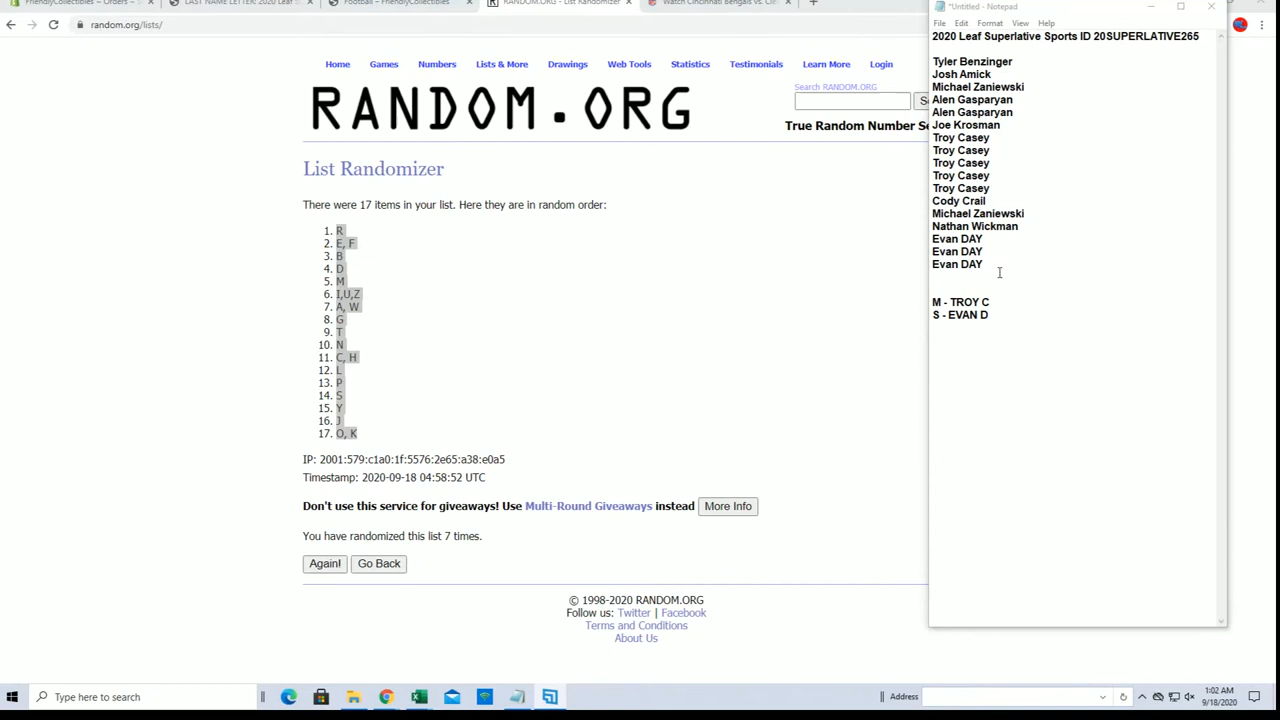 FriendlyCollectibles – Orders –
LAST NAME LETTER: 2020 Leaf S
Football – FriendlyCollectibles
RANDOM.ORG - List Randomizer
Watch Cincinnati Bengals vs. Cle
random.org/lists/
Home Games Numbers Lists & More Drawings Web Tools Statistics Testimonials Learn More Login
RANDOM.ORG
Search RANDOM.ORG
True Random Number Se
List Randomizer
There were 17 items in your list. Here they are in random order:
1. R
2. E, F
3. B
4. D
5. M
6. I,U,Z
7. A, W
8. G
9. T
10. N
11. C, H
12. L
13. P
14. S
15. Y
16. J
17. O, K
IP: 2001:579:c1a0:1f:5576:2e65:a38:e0a5
Timestamp: 2020-09-18 04:58:52 UTC
Don't use this service for giveaways! Use Multi-Round Giveaways instead More Info
You have randomized this list 7 times.
Again! Go Back
© 1998-2020 RANDOM.ORG
Follow us: Twitter | Facebook
Terms and Conditions
About Us
*Untitled - Notepad
File Edit Format View Help
2020 Leaf Superlative Sports ID 20SUPERLATIVE265
Tyler Benzinger
Josh Amick
Michael Zaniewski
Alen Gasparyan
Alen Gasparyan
Joe Krosman
Troy Casey
Troy Casey
Troy Casey
Troy Casey
Troy Casey
Cody Crail
Michael Zaniewski
Nathan Wickman
Evan DAY
Evan DAY
Evan DAY
M - TROY C
S - EVAN D
Type here to search
Address
1:02 AM
9/18/2020